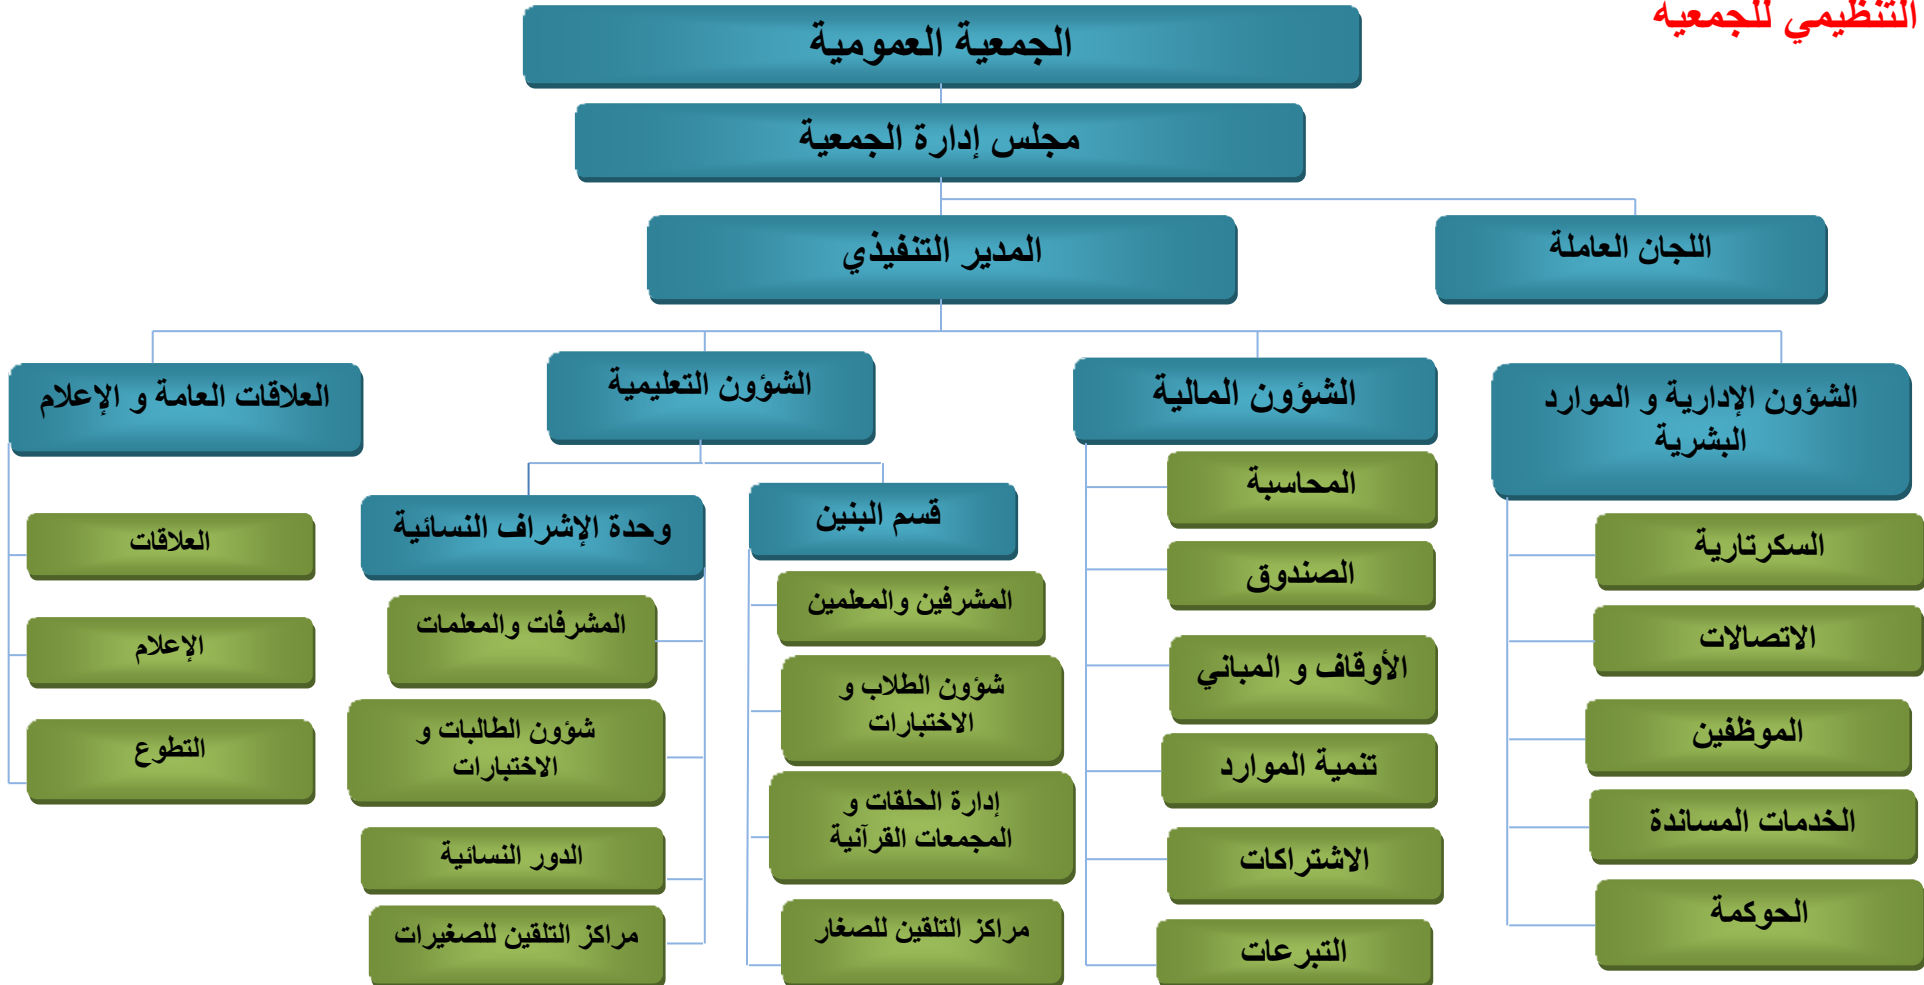 التنظيمي للجمعيه
الجمعية العمومية
مجلس إدارة الجمعية
المدير التنفيذي
اللجان العاملة
الشؤون الإدارية و الموارد
البشرية
السكرتارية
الاتصالات
الموظفين
الخدمات المساندة
الحوكمة
الشؤون المالية
المحاسبة
الصندوق
الأوقاف و المباني
تنمية الموارد
الاشتراكات
التبرعات
الشؤون التعليمية
قسم البنين
المشرفين والمعلمين
شؤون الطلاب و
الاختبارات
إدارة الحلقات و
المجمعات القرآنية
مراكز التلقين للصغار
وحدة الإشراف النسائية
المشرفات والمعلمات
شؤون الطالبات و
الاختبارات
الدور النسائية
مراكز التلقين للصغيرات
العلاقات العامة و الإعلام
العلاقات
الإعلام
التطوع